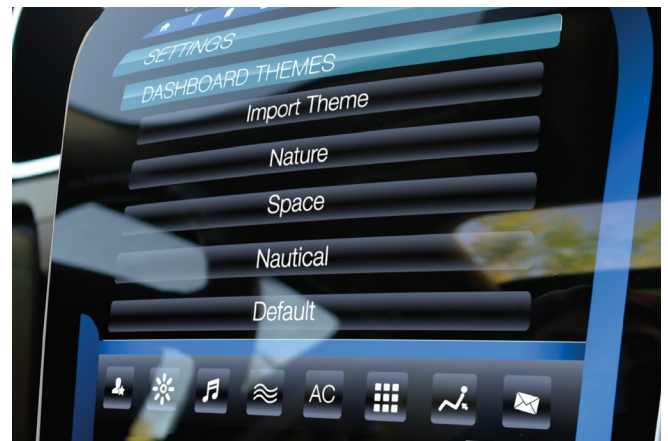 SETTINGS
DASHBOARD THEMES
Import Theme
Nature
Space
Nautical
Default
AC